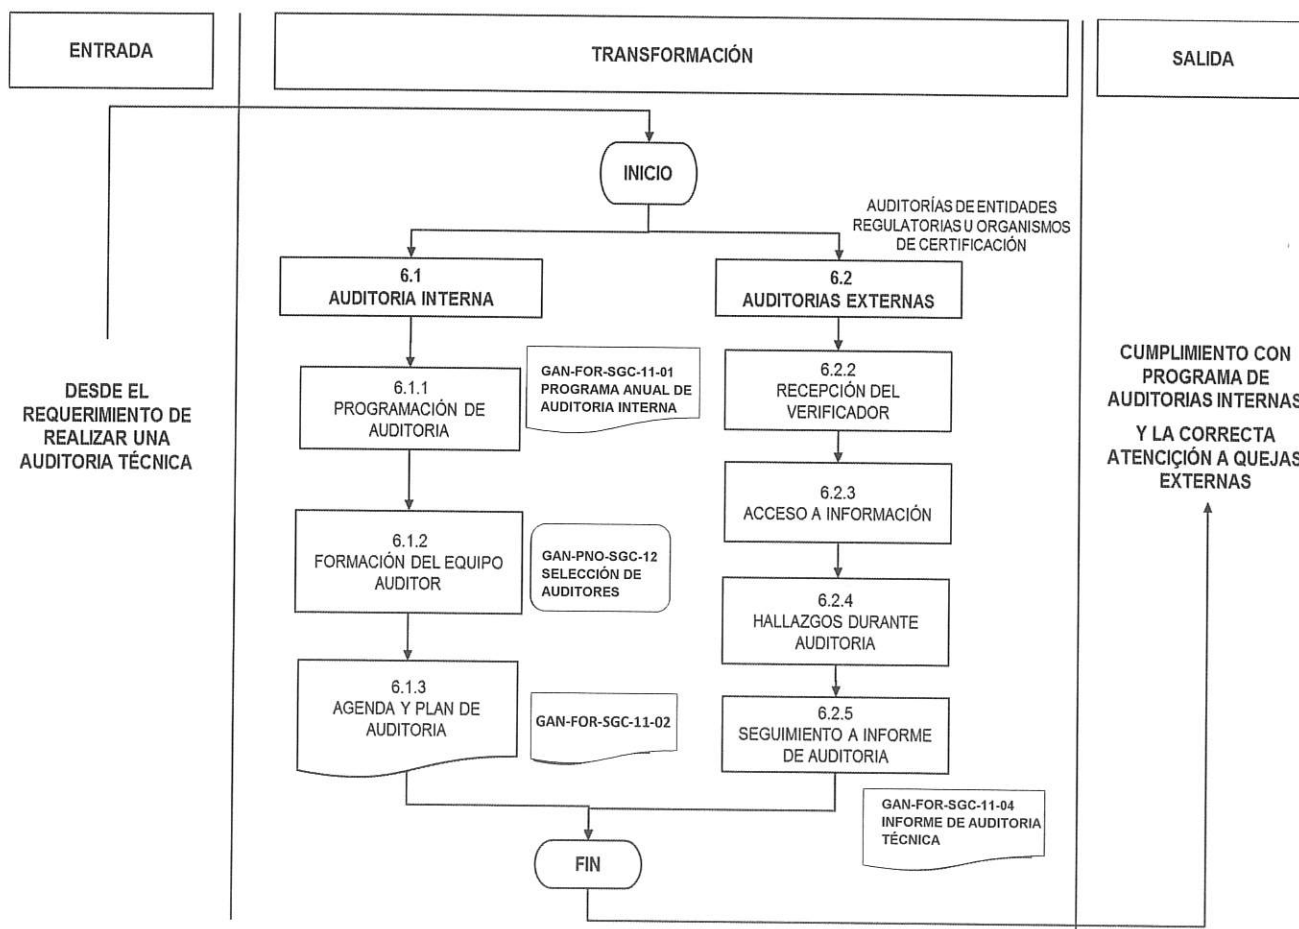 ENTRADA
TRANSFORMACIÓN
SALIDA
INICIO
AUDITORÍAS DE ENTIDADES
REGULATORIAS U ORGANISMOS
DE CERTIFICACIÓN
6.1
AUDITORIA INTERNA
6.2
AUDITORIAS EXTERNAS
DESDE EL
REQUERIMIENTO DE
REALIZAR UNA
AUDITORIA TÉCNICA
6.1.1
PROGRAMACIÓN DE
AUDITORIA
GAN-FOR-SGC-11-01
PROGRAMA ANUAL DE
AUDITORIA INTERNA
6.2.2
RECEPCIÓN DEL
VERIFICADOR
CUMPLIMIENTO CON
PROGRAMA DE
AUDITORIAS INTERNAS
Y LA CORRECTA
ATENCIÇIÓN A QUEJAS
EXTERNAS
6.2.3
ACCESO A INFORMACIÓN
6.1.2
FORMACIÓN DEL EQUIPO
AUDITOR
GAN-PNO-SGC-12
SELECCIÓN DE
AUDITORES
6.2.4
HALLAZGOS DURANTE
AUDITORIA
6.1.3
AGENDA Y PLAN DE
AUDITORIA
GAN-FOR-SGC-11-02
6.2.5
SEGUIMIENTO A INFORME
DE AUDITORIA
GAN-FOR-SGC-11-04
INFORME DE AUDITORIA
TÉCNICA
FIN